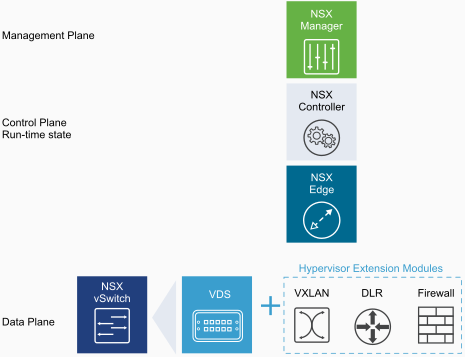 NSX
Manager
Management Plane
NSX
Controller
Control Plane
Run-time state
NSX
Edge
Hypervisor Extension Modules
NSX
vSwitch
VDS
+
VXLAN
DLR
Firewall
Data Plane